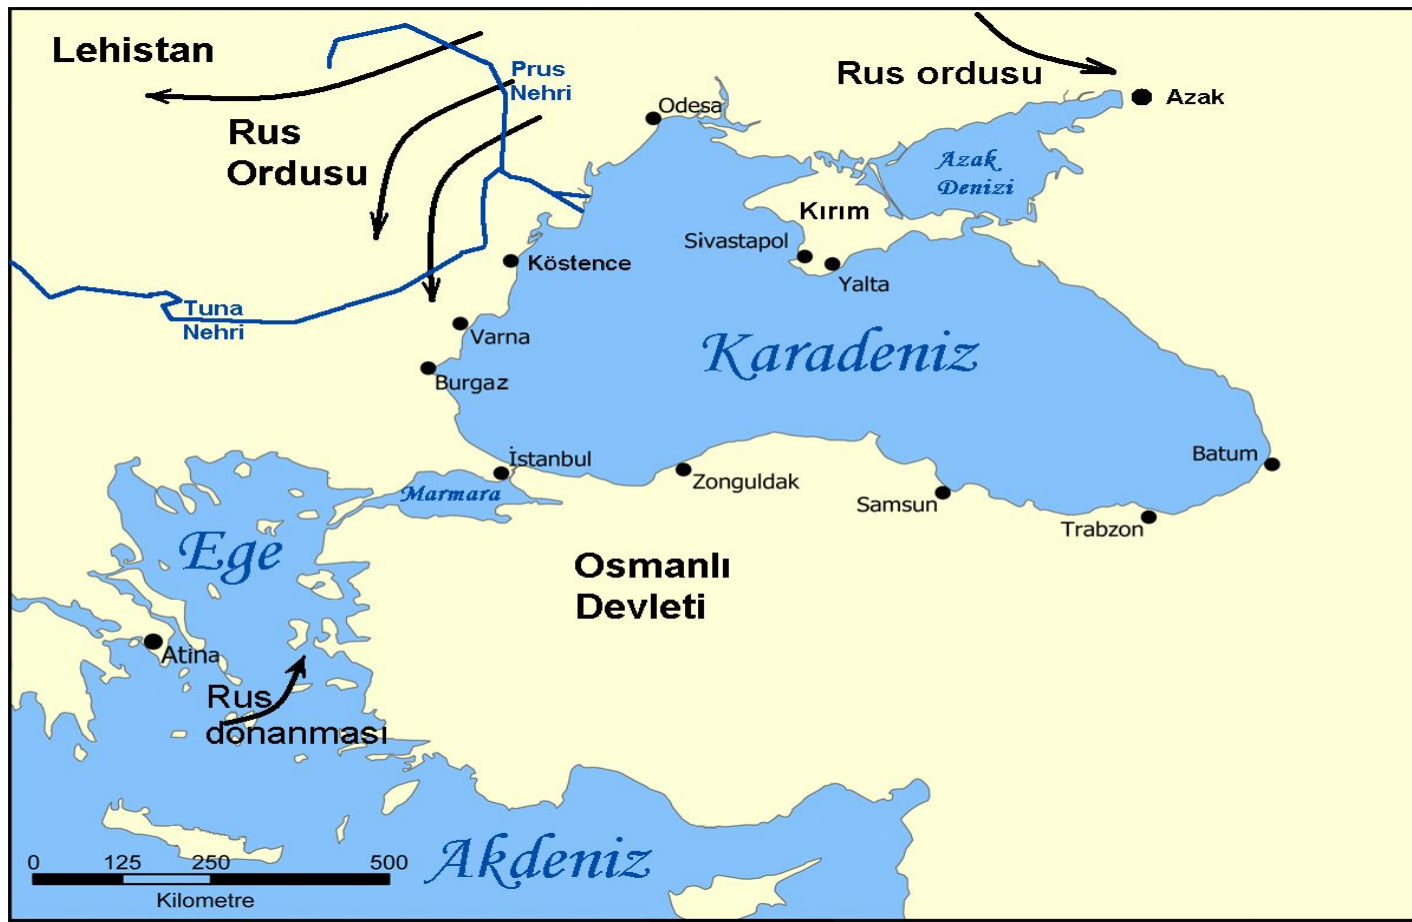 Lehistan
Rus ordusu
Prus
Nehri
Azak
Odesa
Rus
Ordusu
Azak
Denizi
Kırım
Sivastapol
Köstence
Yalta
Tuna
Nehri
Varna
Karadeniz
Burgaz
İstanbul
Batum
Marmara
Zonguldak
Samsun
Trabzon
Ege
Osmanlı
Devleti
Atina
Rus
donanması
Akdeniz
0 125 250 500
Kilometre